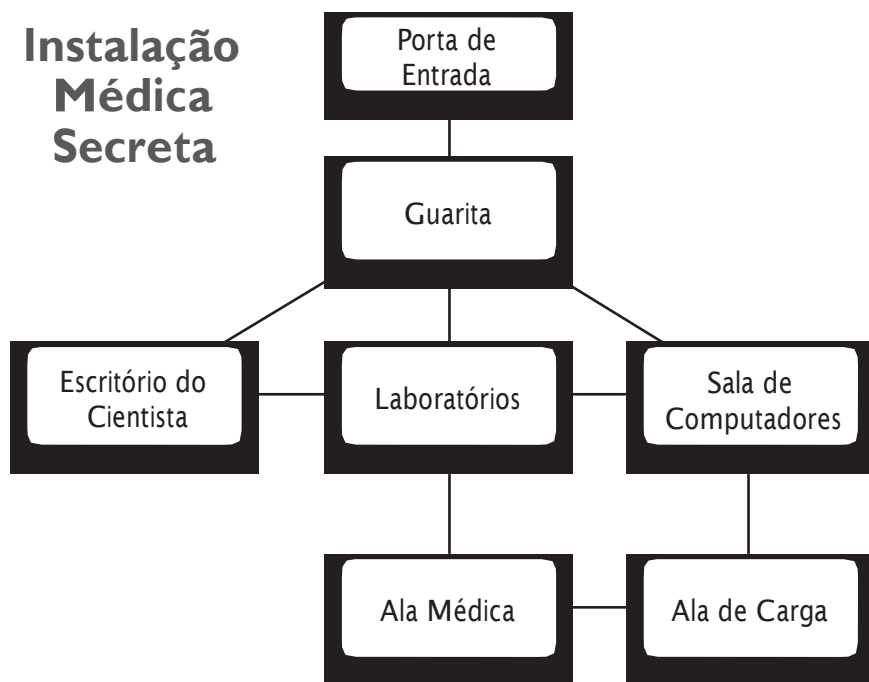 Instalação
Médica
Secreta
Porta de
Entrada
Guarita
Escritório do
Cientista
Laboratórios
Sala de
Computadores
Ala Médica
Ala de Carga